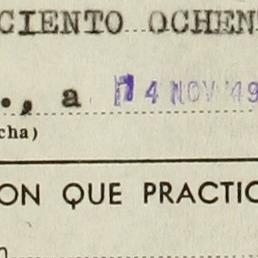 CIENTO OCHEN
., a 14 NOV '49
cha)
ON QUE PRACTIC